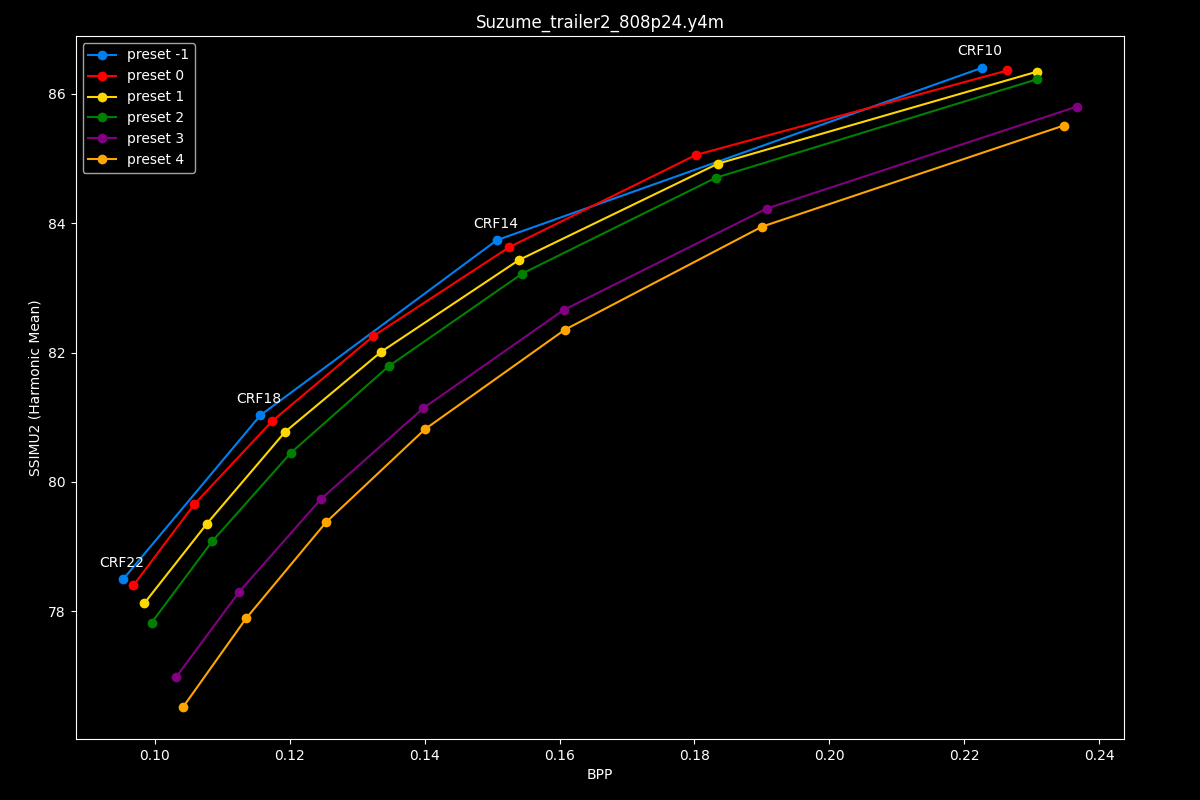 Suzume_trailer2_808p24.y4m
preset -1
preset 0
preset 1
preset 2
preset 3
preset 4
CRF10
CRF14
CRF18
CRF22
86
84
82
80
78
SSIMU2 (Harmonic Mean)
0.10 0.12 0.14 0.16 0.18 0.20 0.22 0.24
BPP